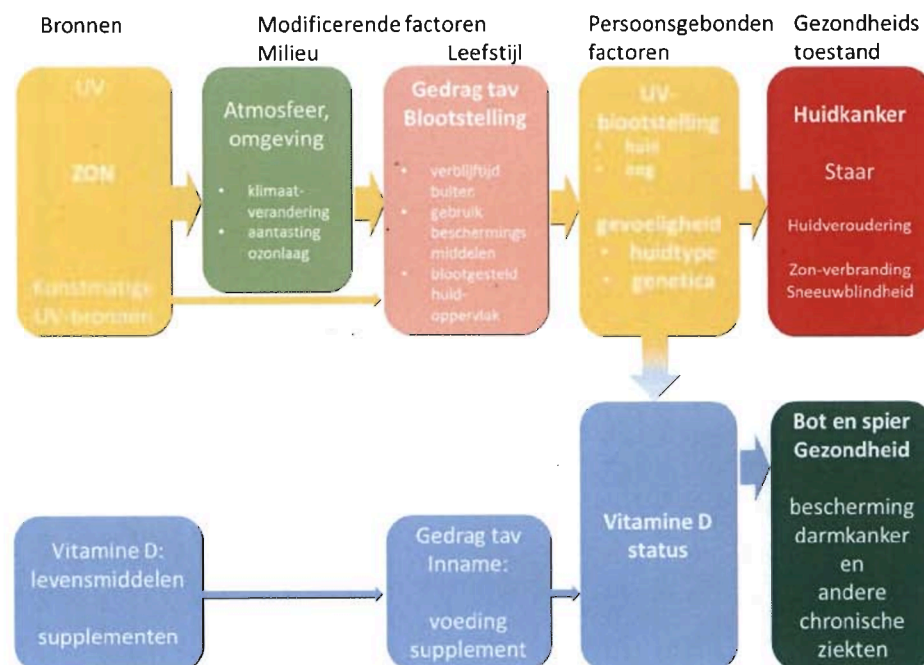 Bronnen
Modificerende factoren
Milieu
Leefstijl
Persoonsgebonden
factoren
Gezondheids
toestand
UV
ZON
Kunstmatige
UV-bronnen
Atmosfeer,
omgeving
• klimaat-
verandering
• aantasting
ozonlaag
Gedrag tav
Blootstelling
• verblijftijd
buiten
• gebruik
beschermings
middelen
• blootgesteld
huid-
oppervlak
UV-
blootstelling
• huid
• oog
gevoeligheid
• huidtype
• genetica
Huidkanker
Staar
Huidveroudering
Zon-verbranding
Sneeuwblindheid
Vitamine D:
levensmiddelen
supplementen
Gedrag tav
Inname:
voeding
supplement
Vitamine D
status
Bot en spier
Gezondheid
bescherming
darmkanker
en
andere
chronische
ziekten